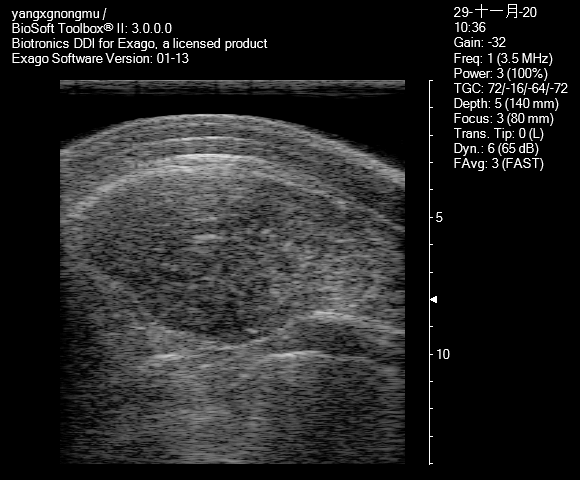 yangxgnongmu /
BioSoft Toolbox® II: 3.0.0.0
Biotronics DDI for Exago, a licensed product
Exago Software Version: 01-13
29-十一月-20
10:36
Gain: -32
Freq: 1 (3.5 MHz)
Power: 3 (100%)
TGC: 72/-16/-64/-72
Depth: 5 (140 mm)
Focus: 3 (80 mm)
Trans. Tip: 0 (L)
Dyn.: 6 (65 dB)
FAvg: 3 (FAST)
5
10